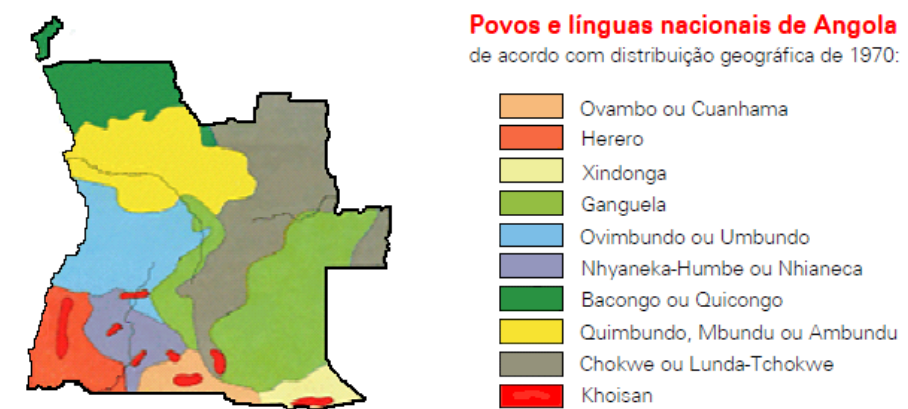 Povos e línguas nacionais de Angola
de acordo com distribuição geográfica de 1970:
Ovambo ou Cuanhama
Herero
Xindonga
Ganguela
Ovimbundo ou Umbundo
Nhyaneka-Humbe ou Nhianeca
Bacongo ou Quicongo
Quimbundo, Mbundu ou Ambundu
Chokwe ou Lunda-Tchokwe
Khoisan